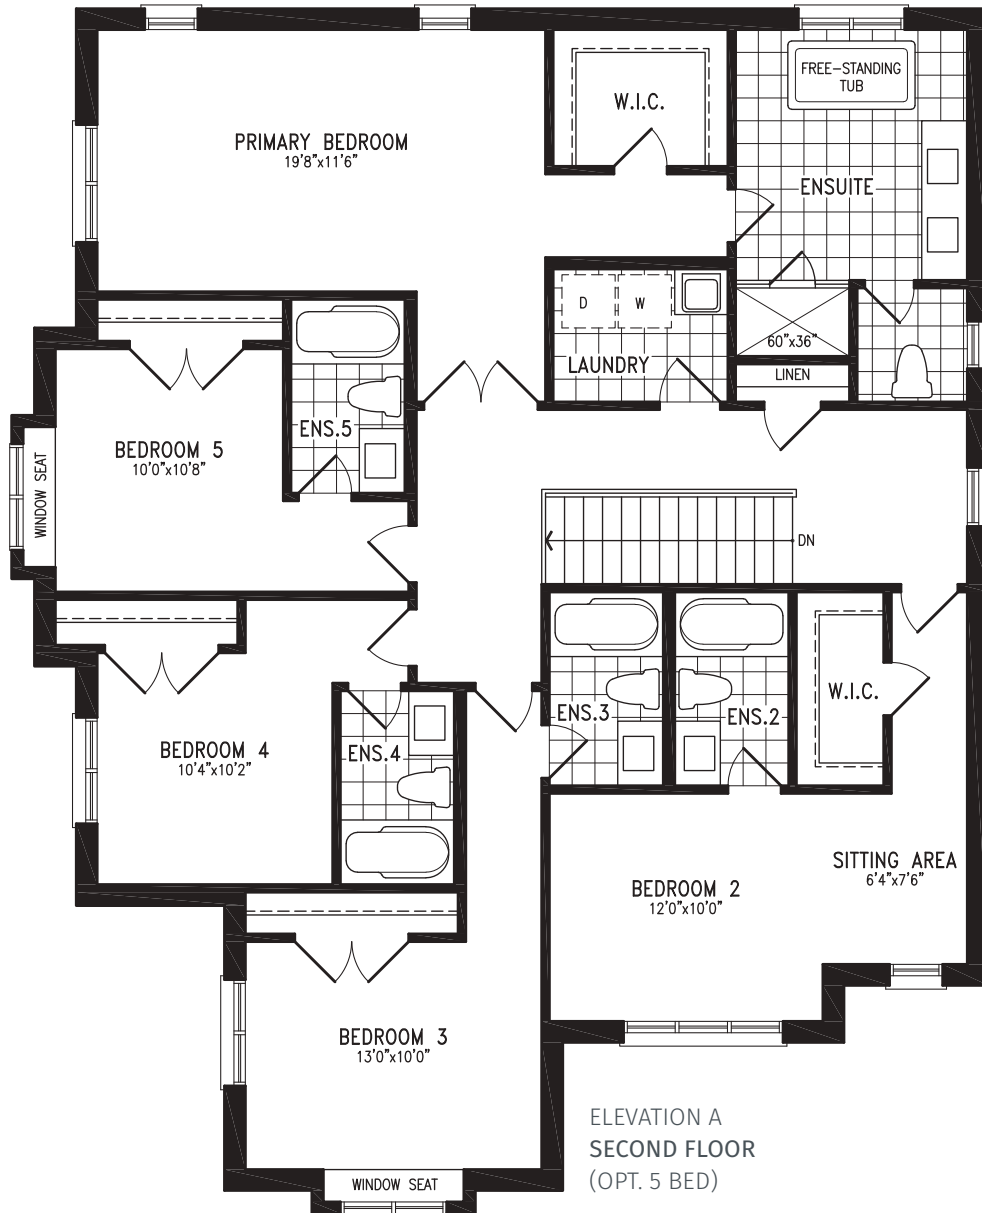 FREE-STANDING
TUB
W.I.C.
PRIMARY BEDROOM
19'8"x11'6"
ENSUITE
D
W
60"x36"
LAUNDRY
LINEN
ENS.5
BEDROOM 5
10'0"x10'8"
WINDOW SEAT
DN
W.I.C.
ENS.3
ENS.2
BEDROOM 4
10'4"x10'2"
ENS.4
SITTING AREA
6'4"x7'6"
BEDROOM 2
12'0"x10'0"
BEDROOM 3
13'0"x10'0"
ELEVATION A
SECOND FLOOR
(OPT. 5 BED)
WINDOW SEAT